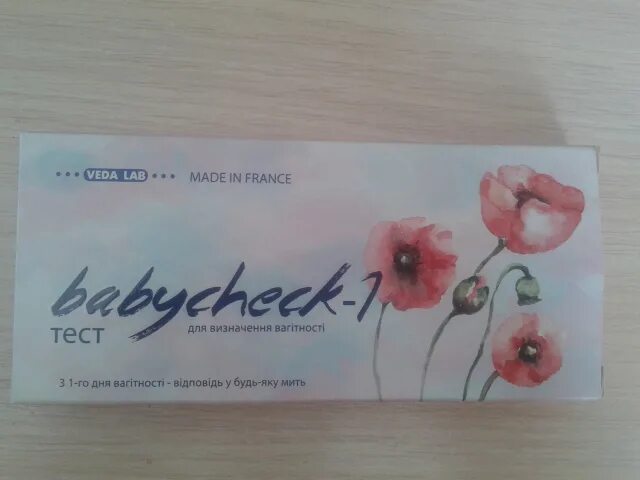 VEDA LAB MADE IN FRANCE
babycheck-1
тест для визначення вагітності
З 1-го дня вагітності - відповідь у будь-яку мить